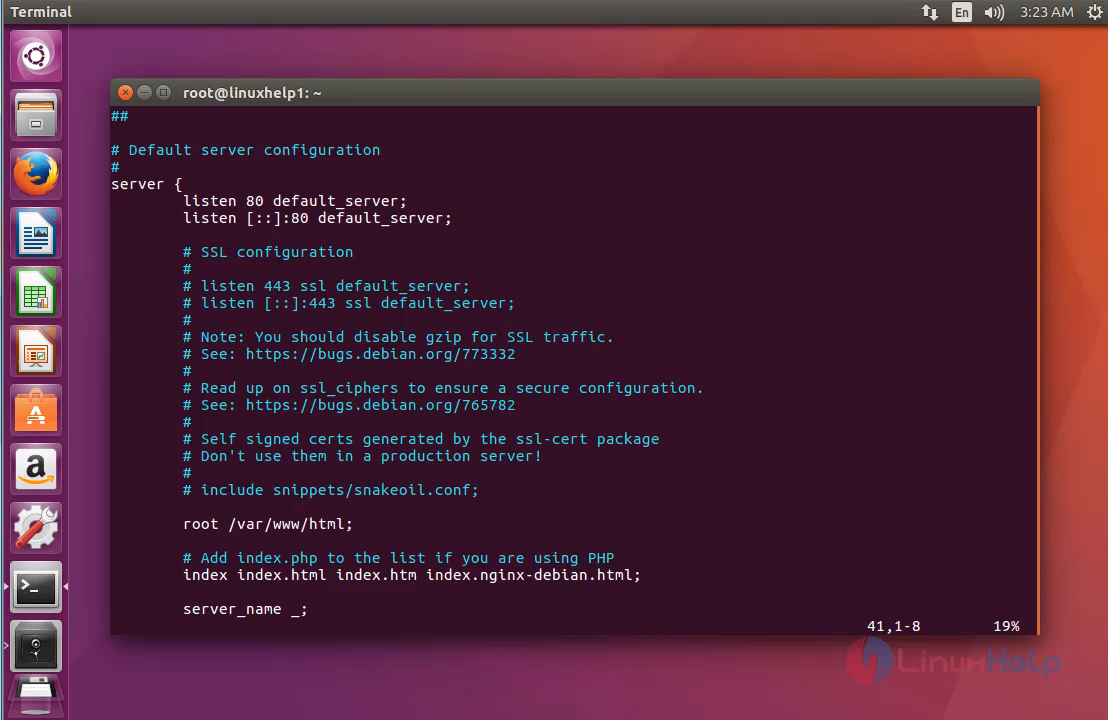 Terminal
En
3:23 AM
root@linuxhelp1: ~
##
# Default server configuration
#
server {
listen 80 default_server;
listen [::]:80 default_server;
# SSL configuration
#
# listen 443 ssl default_server;
# listen [::]:443 ssl default_server;
#
# Note: You should disable gzip for SSL traffic.
# See: https://bugs.debian.org/773332
#
# Read up on ssl_ciphers to ensure a secure configuration.
# See: https://bugs.debian.org/765782
#
# Self signed certs generated by the ssl-cert package
# Don't use them in a production server!
#
# include snippets/snakeoil.conf;
root /var/www/html;
# Add index.php to the list if you are using PHP
index index.html index.htm index.nginx-debian.html;
server_name _;
41,1-8 19%
LinuxHelp